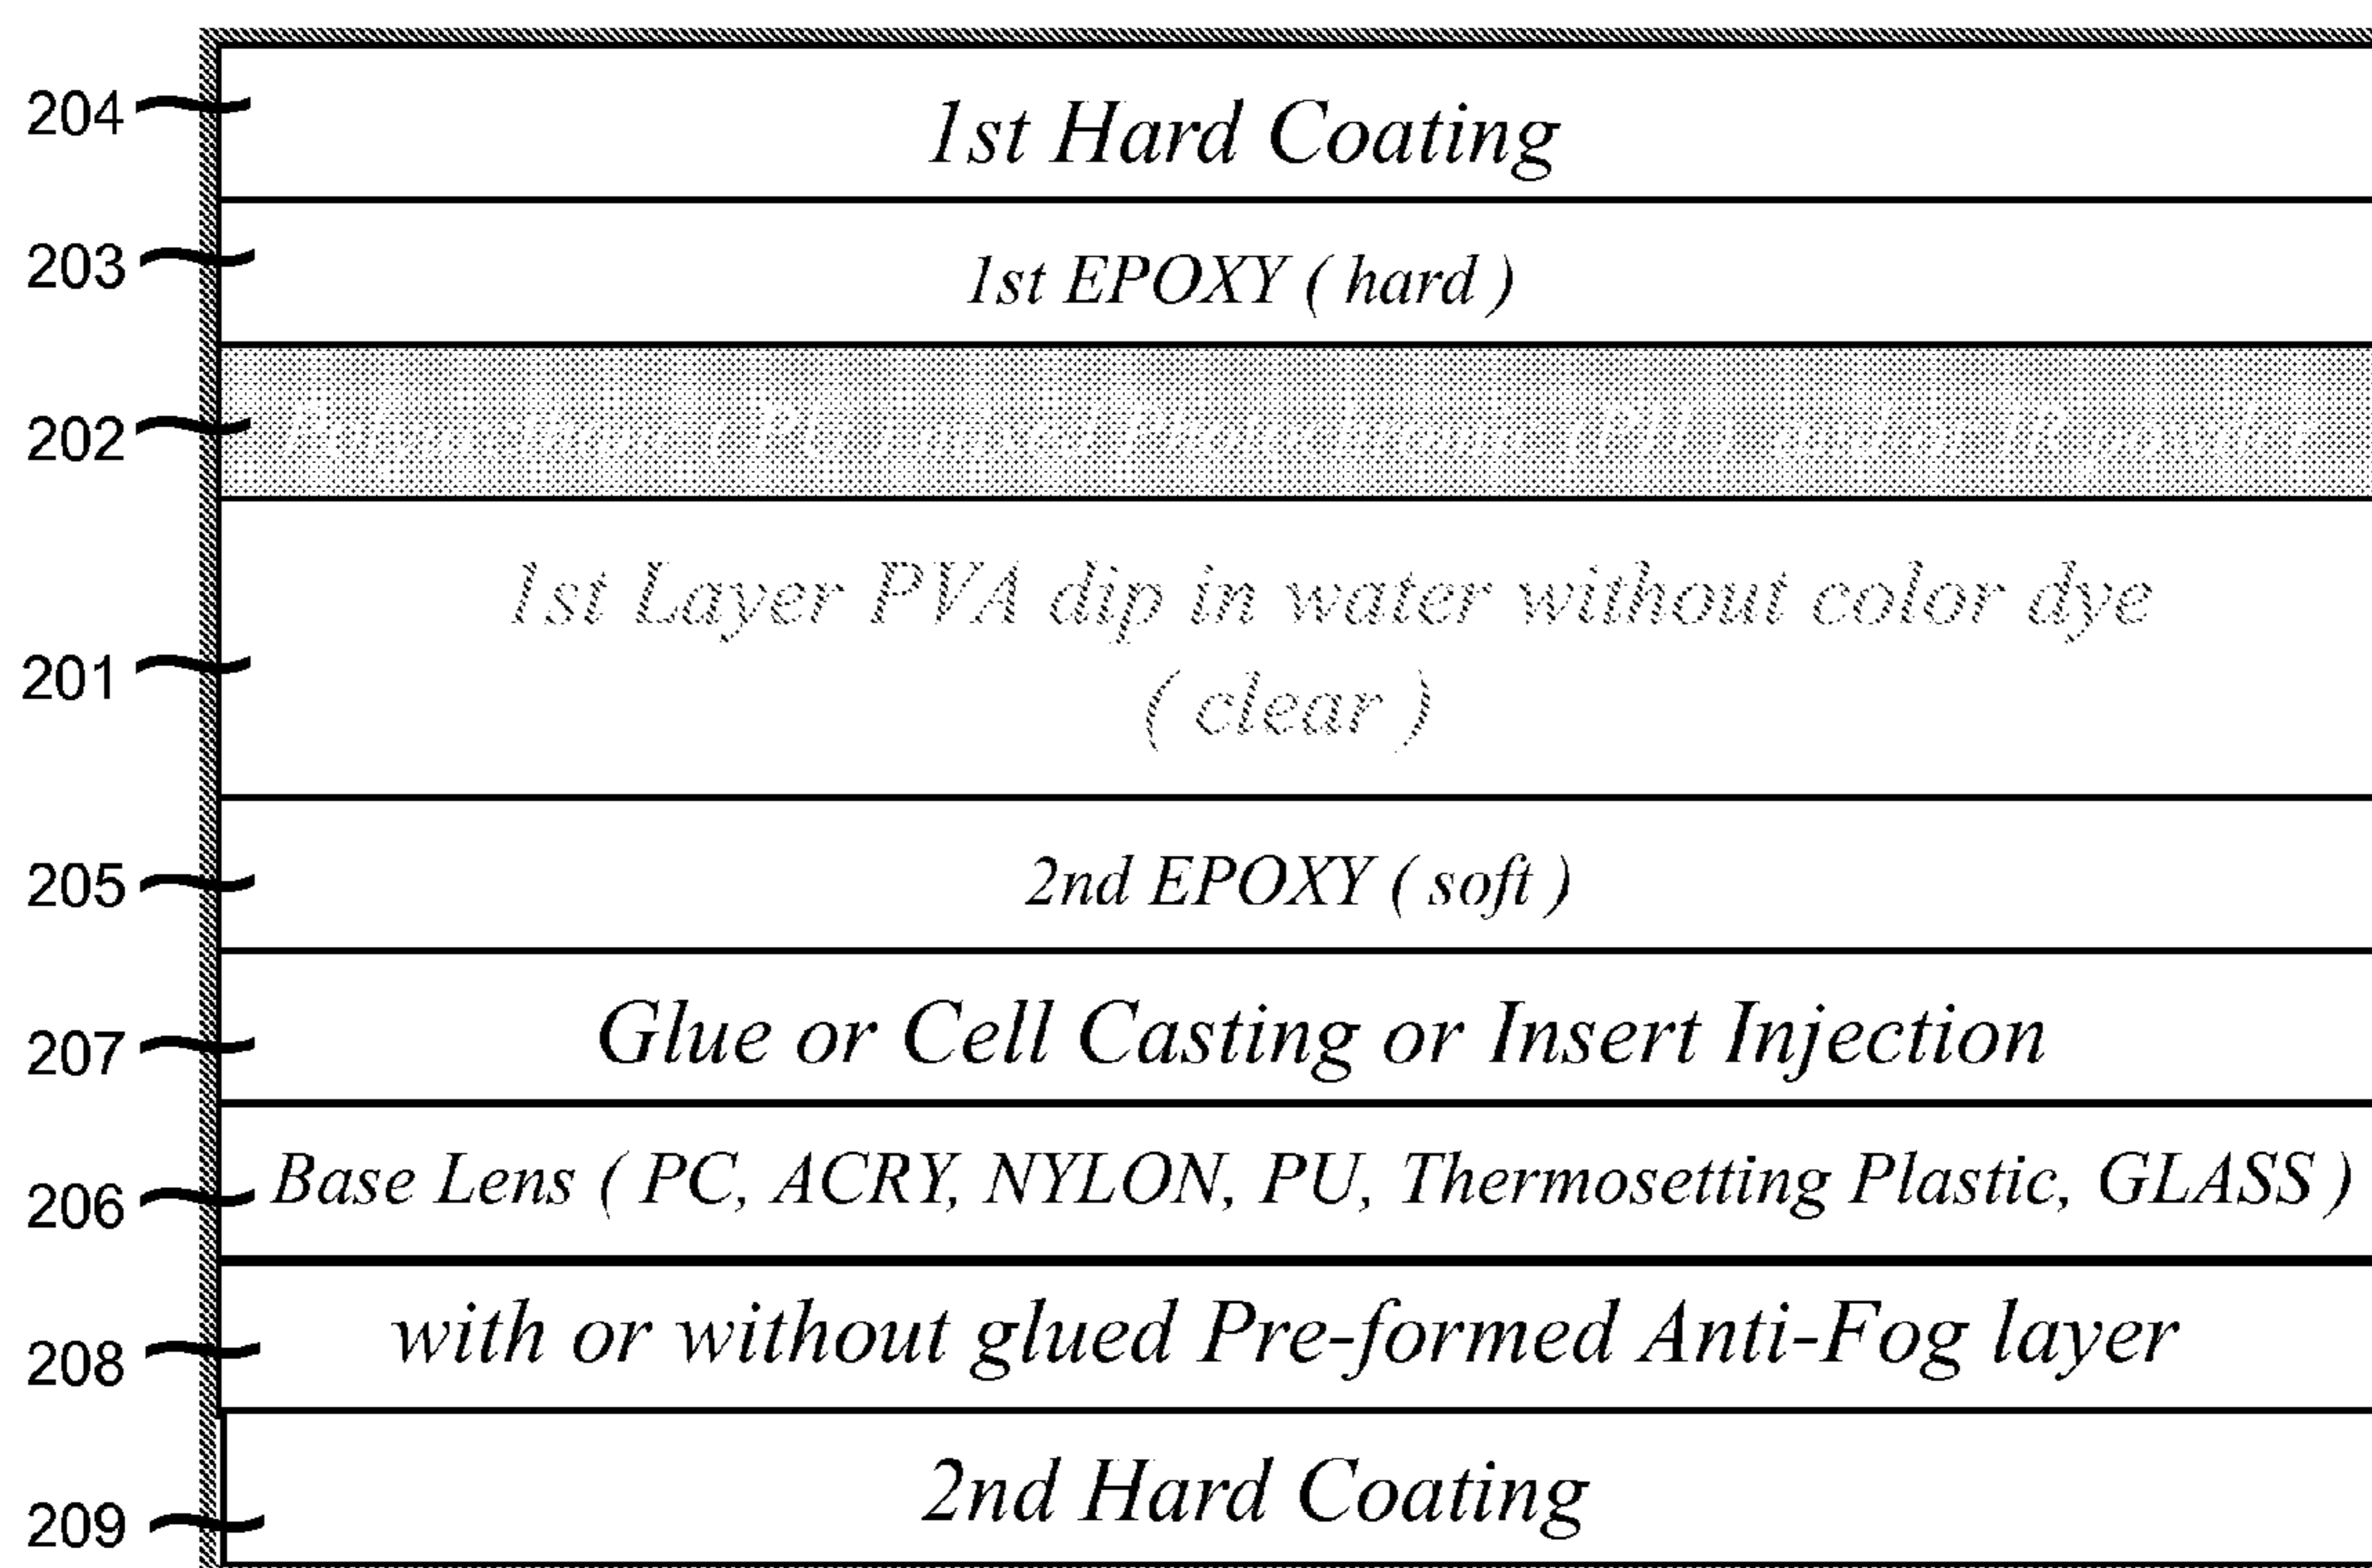 204
1st Hard Coating
203
1st EPOXY ( hard )
202
201
1st Layer PVA dip in water without color dye
( clear )
205
2nd EPOXY ( soft )
207
Glue or Cell Casting or Insert Injection
206
Base Lens ( PC, ACRY, NYLON, PU, Thermosetting Plastic, GLASS )
208
with or without glued Pre-formed Anti-Fog layer
209
2nd Hard Coating